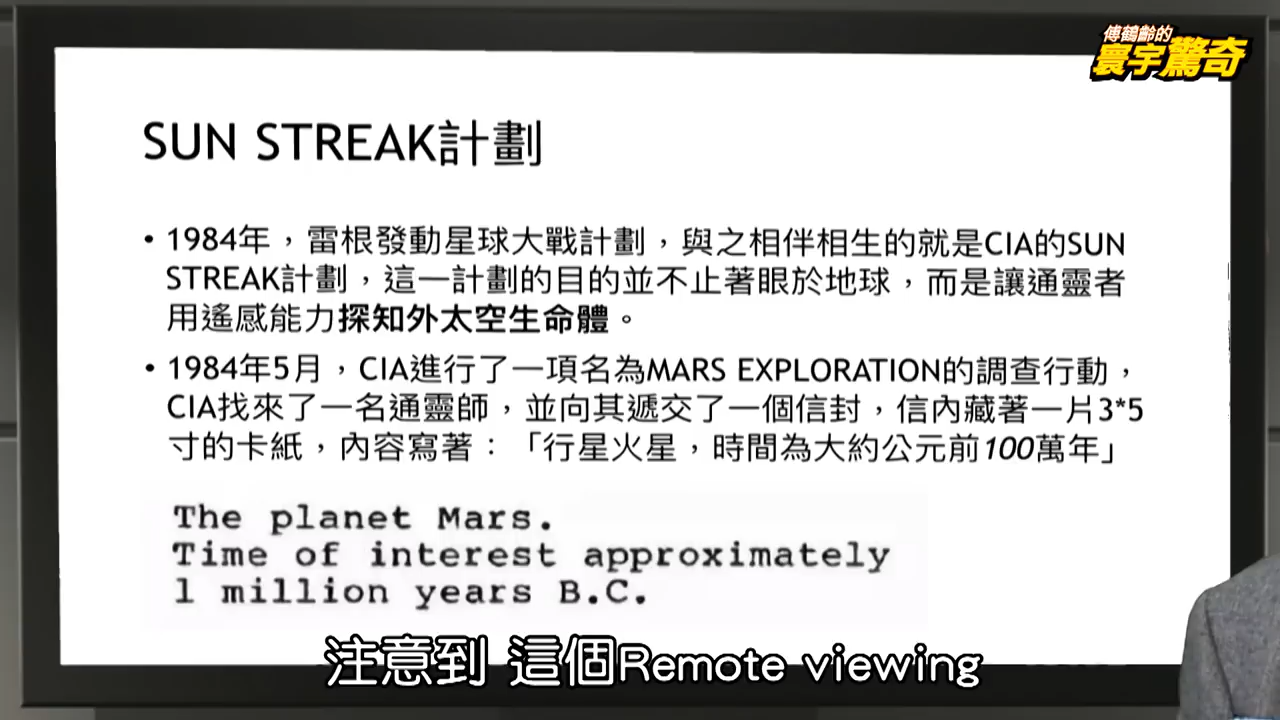 傅鶴齡的
寰宇驚奇
SUN STREAK計劃
• 1984年，雷根發動星球大戰計劃，與之相伴相生的就是CIA的SUN
STREAK計劃，這一計劃的目的並不止著眼於地球，而是讓通靈者
用遙感能力探知外太空生命體。
• 1984年5月，CIA進行了一項名為MARS EXPLORATION的調查行動，
CIA找來了一名通靈師，並向其遞交了一個信封，信內藏著一片3*5
寸的卡紙，內容寫著：「行星火星，時間為大約公元前100萬年」
The planet Mars.
Time of interest approximately
1 million years B.C.
注意到 這個Remote viewing